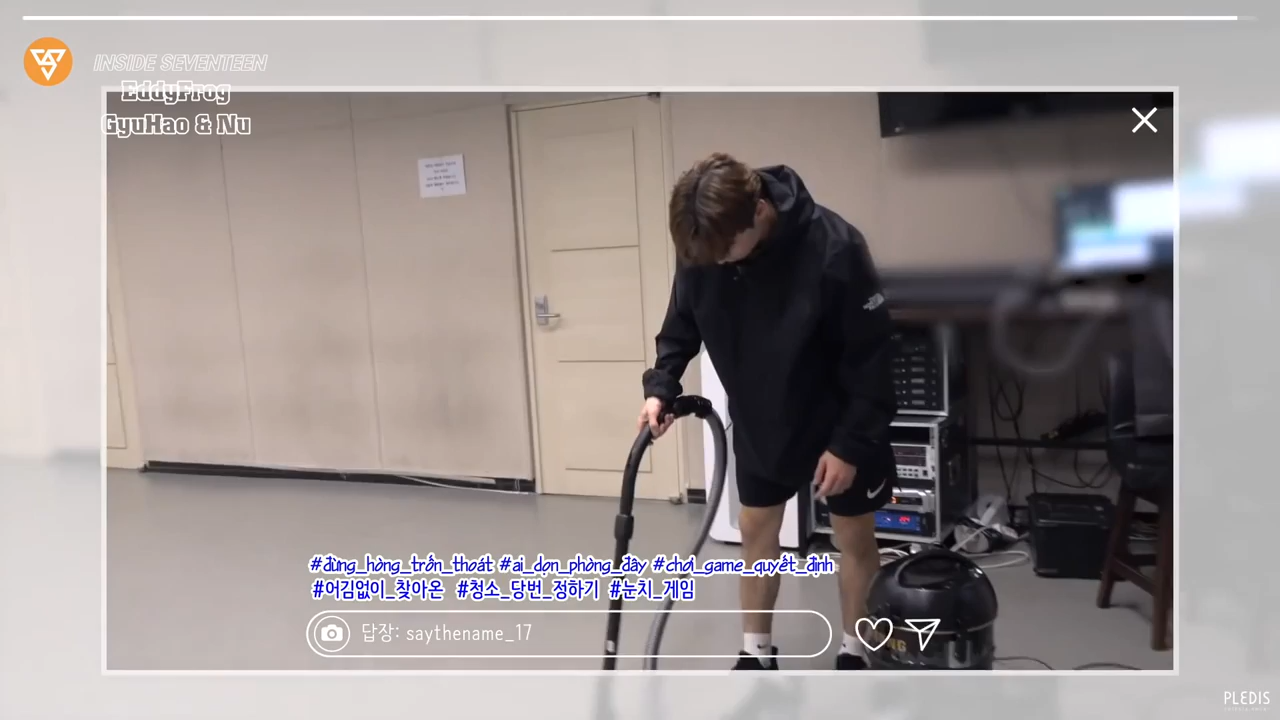 INSIDE SEVENTEEN
EddyFrog
GyuHao & Nu
#đừng_hòng_trốn_thoát #ai_dọn_phòng_đây #chơi_game_quyết_định
#어김없이_찾아온 #청소_당번_정하기 #눈치_게임
답장: saythename_17
PLEDIS